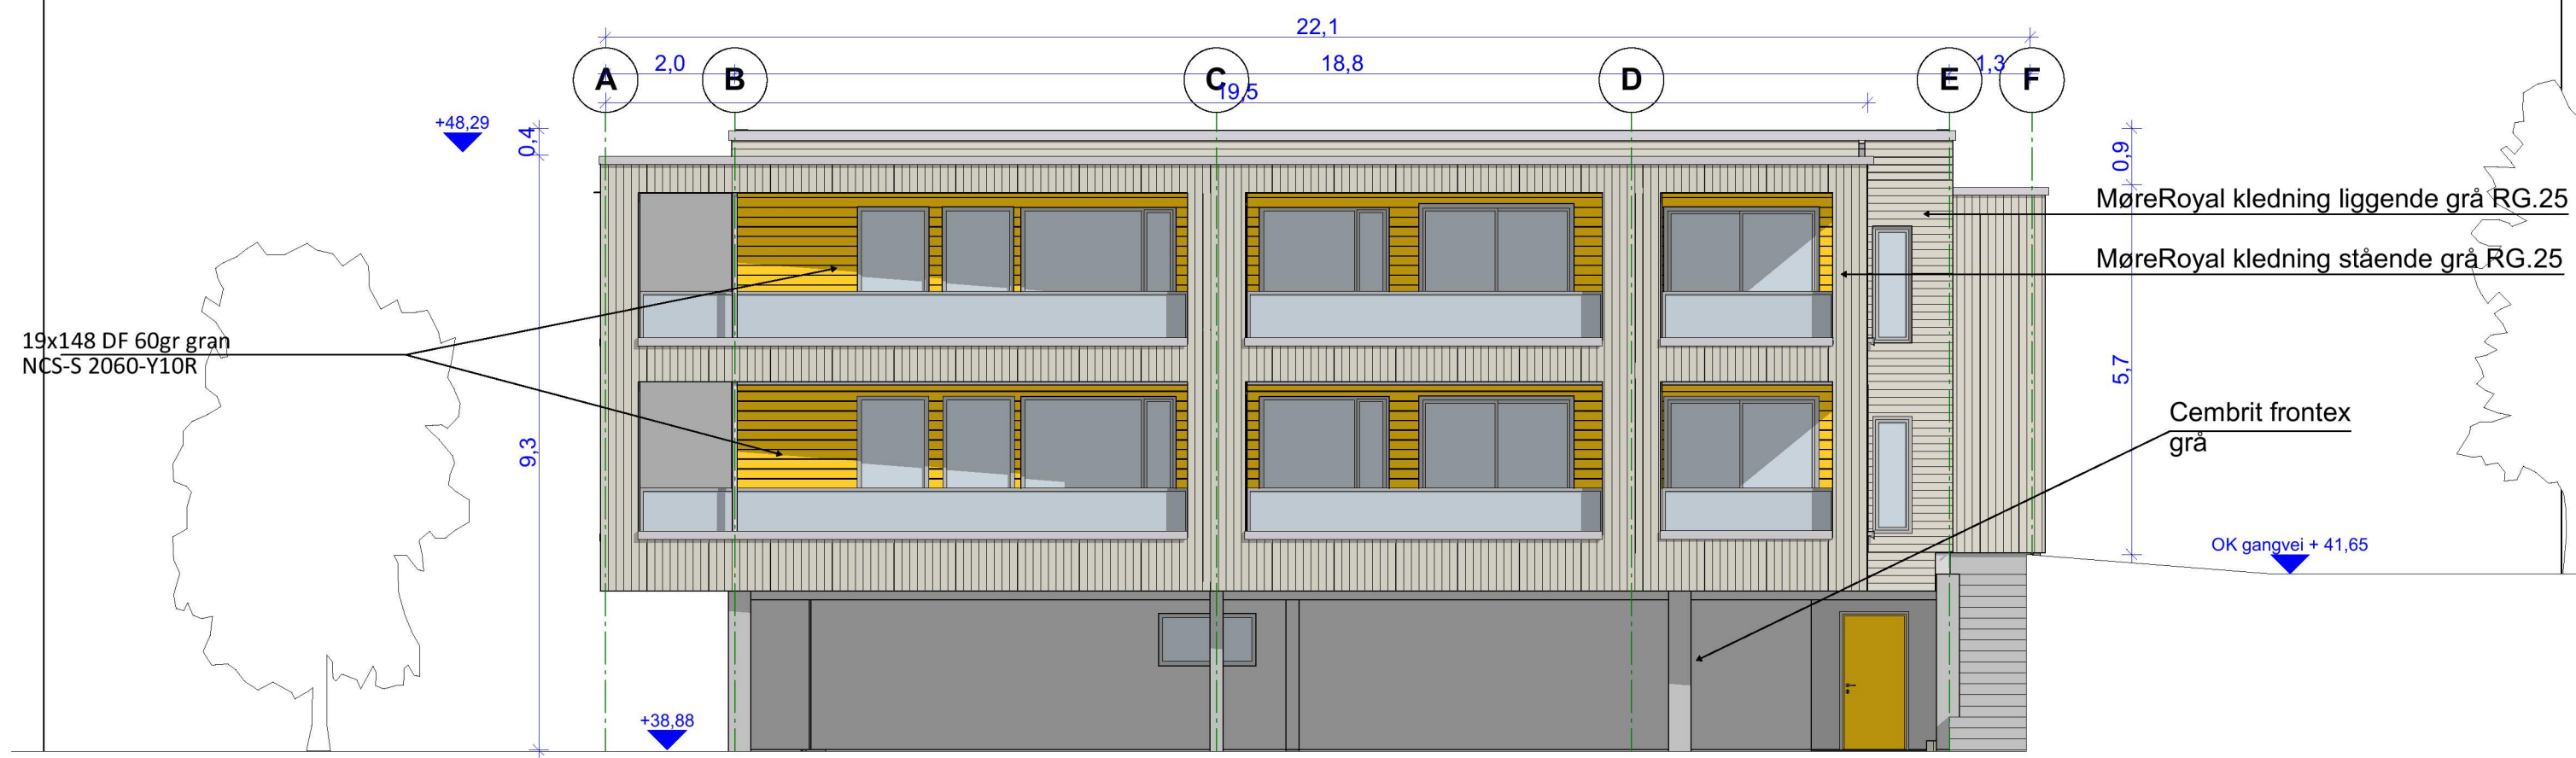 22,1
2,0
18,8
1,3
A
B
C
D
E
F
19,5
+48,29
0,4
0,9
MøreRoyal kledning liggende grå RG.25
MøreRoyal kledning stående grå RG.25
19x148 DF 60gr gran
NCS-S 2060-Y10R
5,7
Cembrit frontex
grå
9,3
OK gangvei + 41,65
+38,88